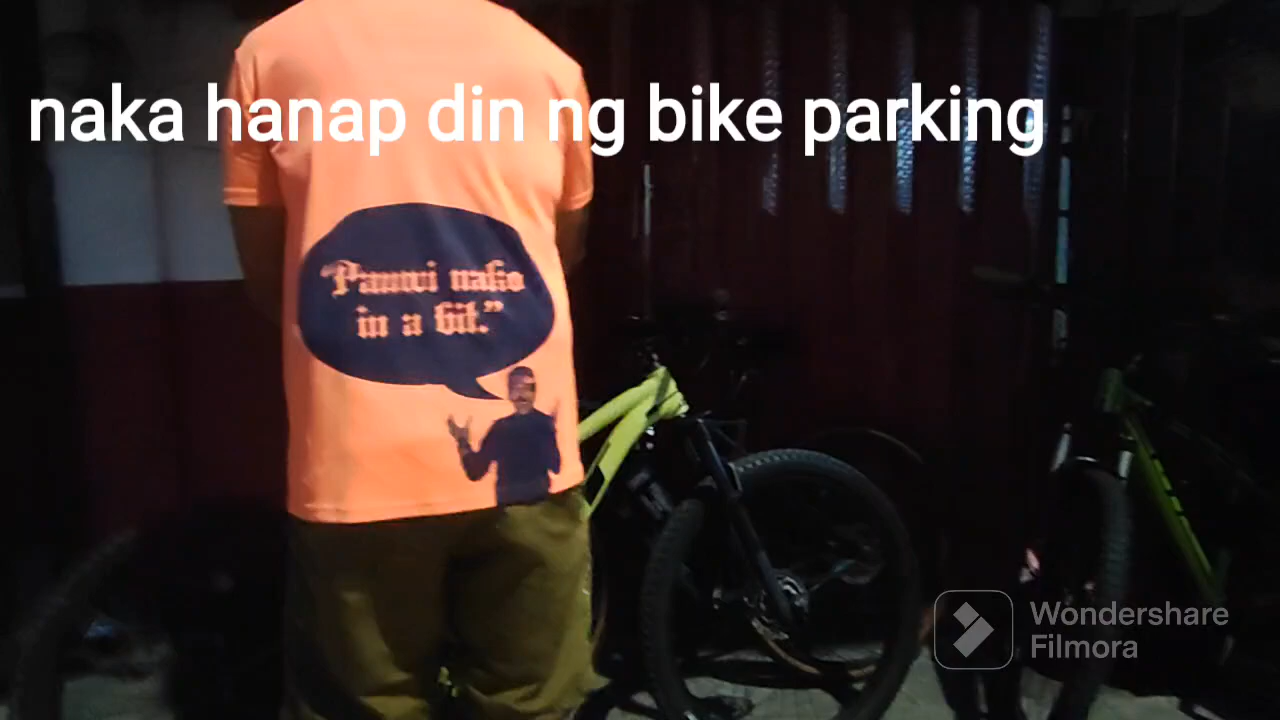 naka hanap din ng bike parking
"Pauwi nako
in a bit."
Wondershare
Filmora